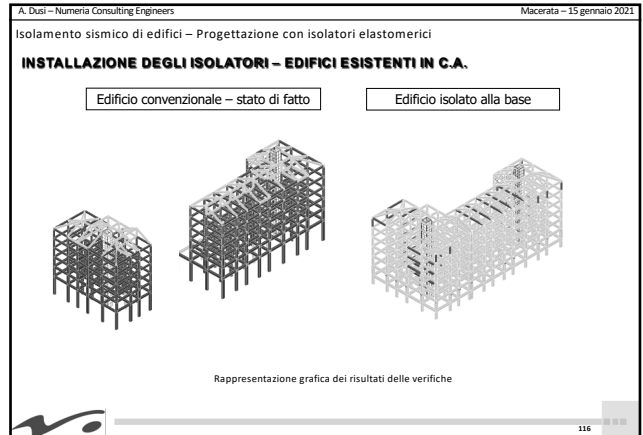 A. Dusi – Numeria Consulting Engineers
Macerata – 15 gennaio 2021
Isolamento sismico di edifici – Progettazione con isolatori elastomerici
INSTALLAZIONE DEGLI ISOLATORI – EDIFICI ESISTENTI IN C.A.
Edificio convenzionale – stato di fatto
Edificio isolato alla base
Rappresentazione grafica dei risultati delle verifiche
116